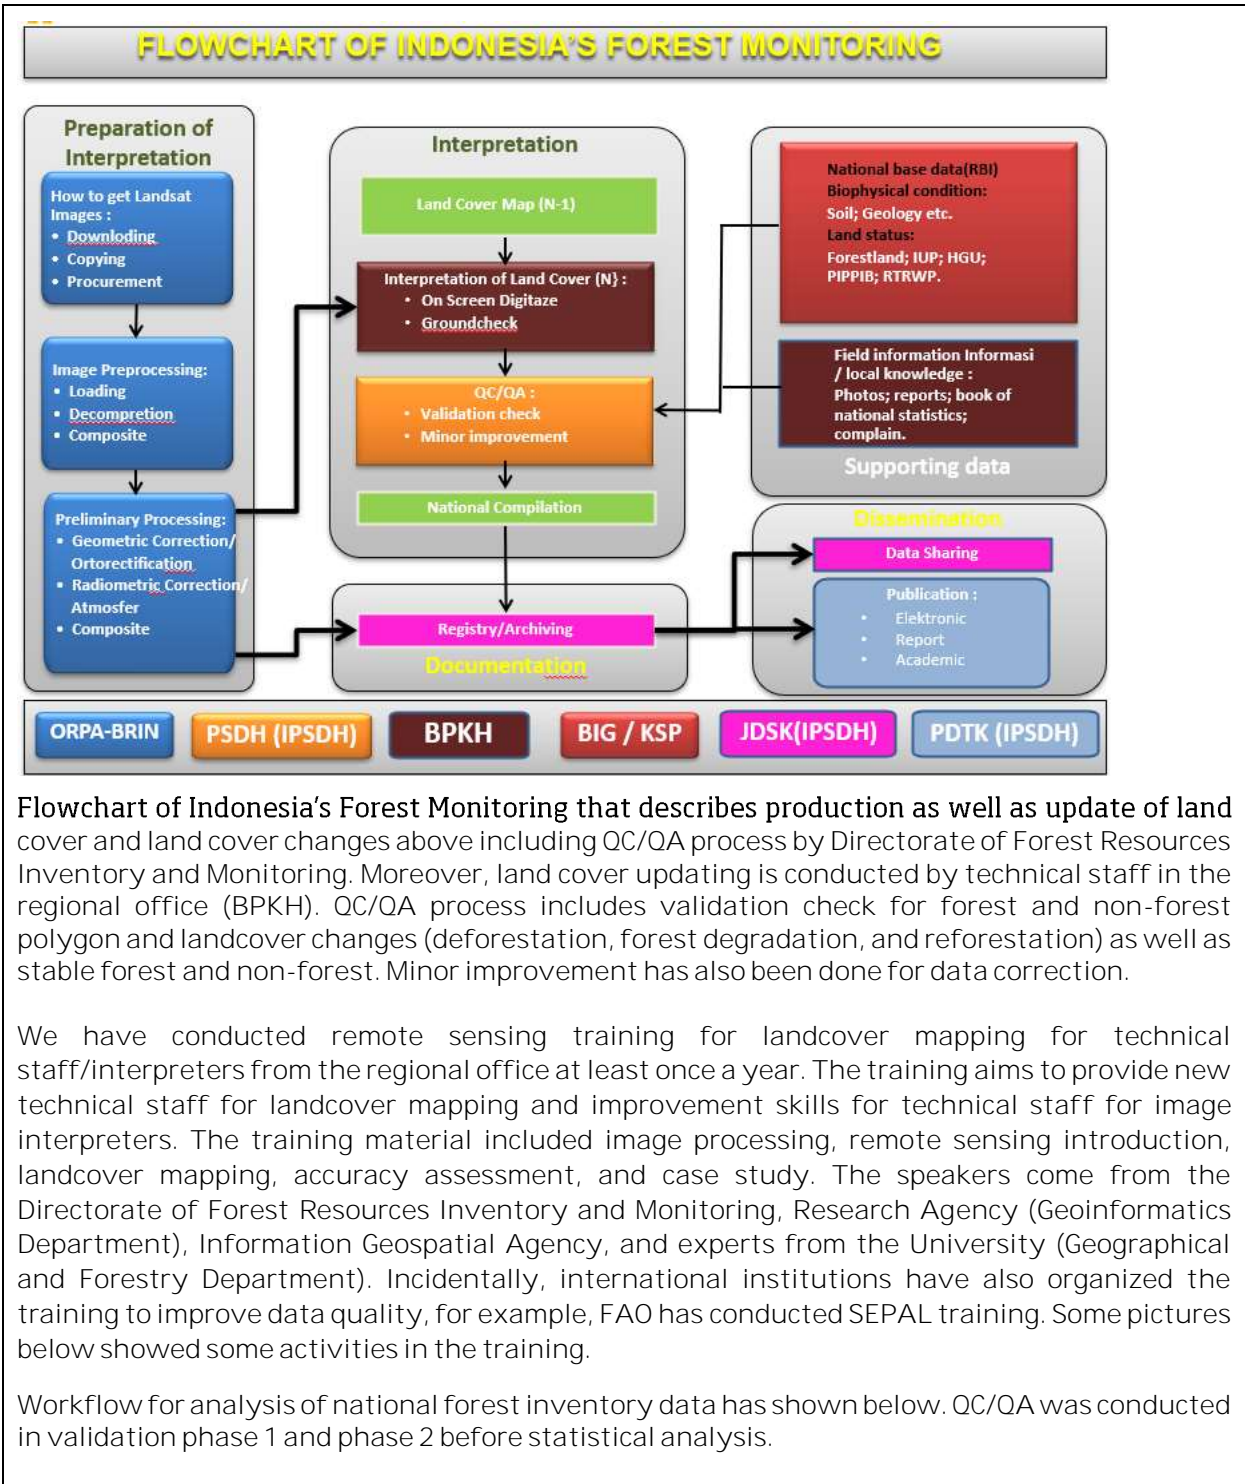 FLOWCHART OF INDONESIA'S FOREST MONITORING
Preparation of
Interpretation
How to get Landsat
Images :
• Downloding
• Copying
• Procurement
Image Preprocessing:
• Loading
• Decompretion
• Composite
Preliminary Processing:
• Geometric Correction/
Ortorectification
• Radiometric Correction/
Atmosfer
• Composite
Interpretation
Land Cover Map (N-1)
Interpretation of Land Cover (N} :
• On Screen Digitaze
• Groundcheck
QC/QA :
• Validation check
• Minor improvement
National Compilation
Registry/Archiving
Documentation
National base data(RBI)
Biophysical condition:
Soil; Geology etc.
Land status:
Forestland; IUP; HGU;
PIPPIB; RTRWP.
Field information Informasi
/ local knowledge :
Photos; reports; book of
national statistics;
complain.
Supporting data
Dissemination
Data Sharing
Publication :
• Elektronic
• Report
• Academic
ORPA-BRIN
PSDH (IPSDH)
BPKH
BIG / KSP
JDSK(IPSDH)
PDTK (IPSDH)
Flowchart of Indonesia's Forest Monitoring that describes production as well as update of land
cover and land cover changes above including QC/QA process by Directorate of Forest Resources
Inventory and Monitoring. Moreover, land cover updating is conducted by technical staff in the
regional office (BPKH). QC/QA process includes validation check for forest and non-forest
polygon and landcover changes (deforestation, forest degradation, and reforestation) as well as
stable forest and non-forest. Minor improvement has also been done for data correction.
We have conducted remote sensing training for landcover mapping for technical
staff/interpreters from the regional office at least once a year. The training aims to provide new
technical staff for landcover mapping and improvement skills for technical staff for image
interpreters. The training material included image processing, remote sensing introduction,
landcover mapping, accuracy assessment, and case study. The speakers come from the
Directorate of Forest Resources Inventory and Monitoring, Research Agency (Geoinformatics
Department), Information Geospatial Agency, and experts from the University (Geographical
and Forestry Department). Incidentally, international institutions have also organized the
training to improve data quality, for example, FAO has conducted SEPAL training. Some pictures
below showed some activities in the training.
Workflow for analysis of national forest inventory data has shown below. QC/QA was conducted
in validation phase 1 and phase 2 before statistical analysis.